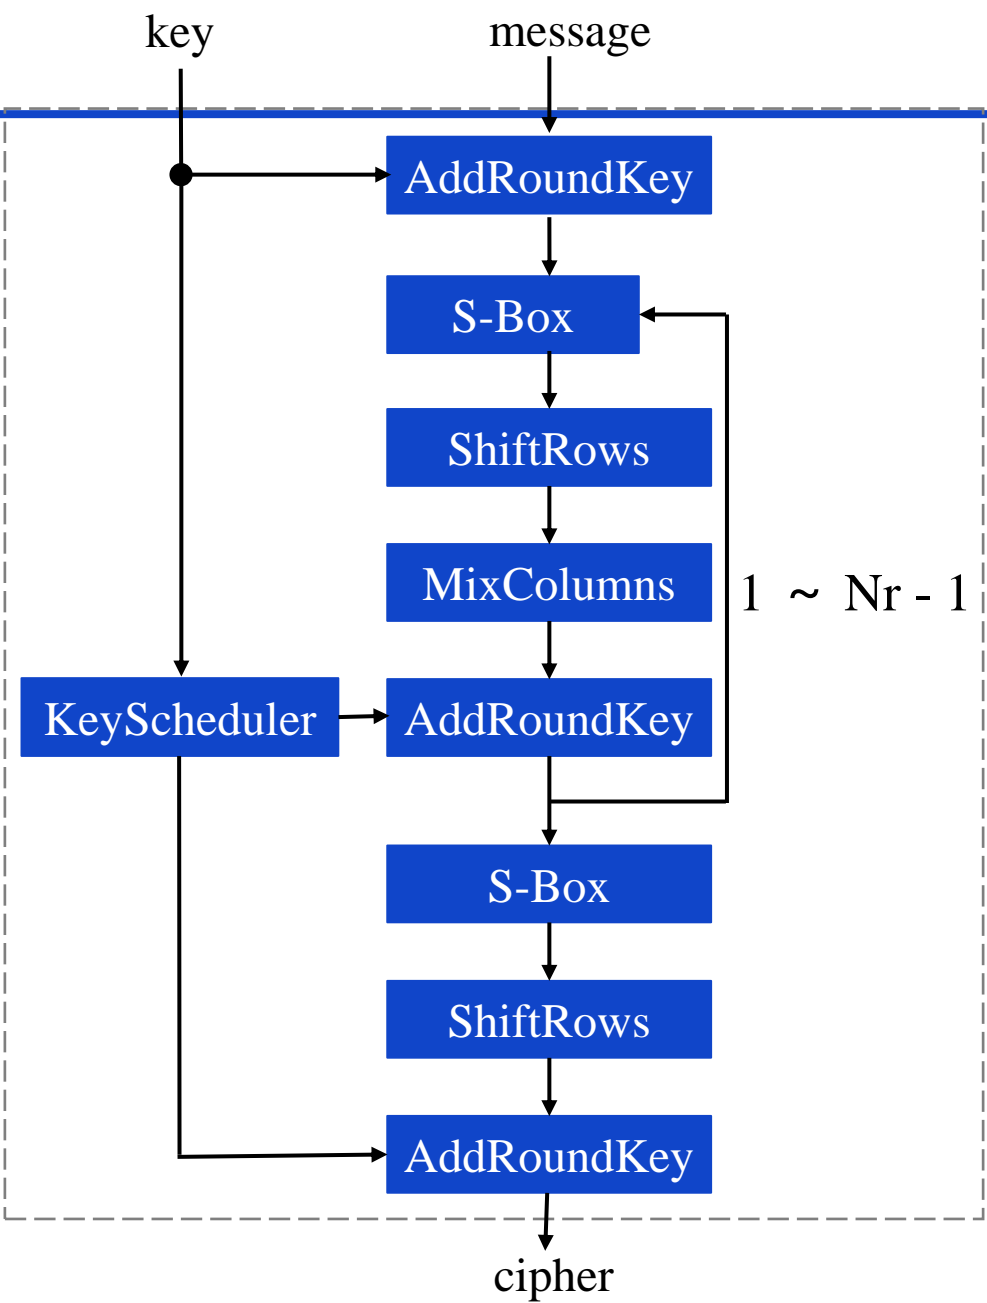 key
message
AddRoundKey
S-Box
ShiftRows
MixColumns
1 ~ Nr - 1
KeyScheduler
AddRoundKey
S-Box
ShiftRows
AddRoundKey
cipher